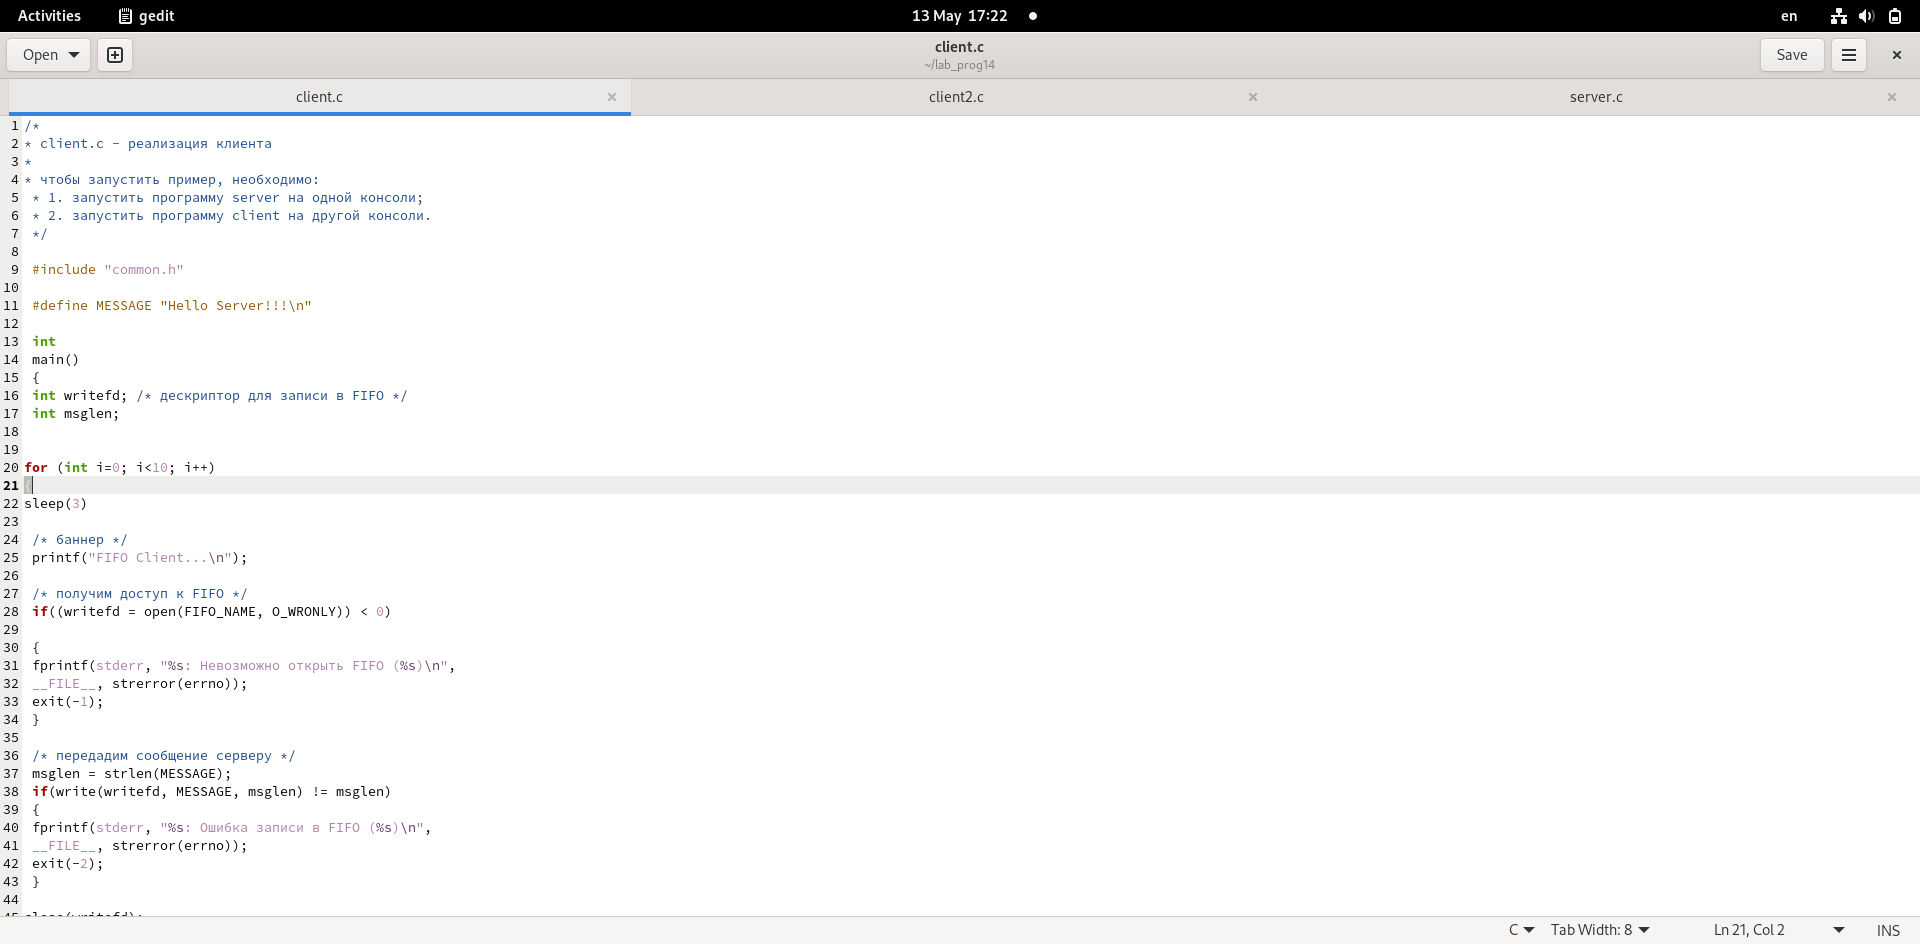 Activities gedit 13 May 17:22 en
Open client.c Save
~/lab_prog14
client.c client2.c server.c
1 /*
2 * client.c - реализация клиента
3 *
4 * чтобы запустить пример, необходимо:
5 * 1. запустить программу server на одной консоли;
6 * 2. запустить программу client на другой консоли.
7 */
8
9 #include "common.h"
10
11 #define MESSAGE "Hello Server!!!\n"
12
13 int
14 main()
15 {
16 int writefd; /* дескриптор для записи в FIFO */
17 int msglen;
18
19
20 for (int i=0; i<10; i++)
21 {
22 sleep(3)
23
24 /* баннер */
25 printf("FIFO Client...\n");
26
27 /* получим доступ к FIFO */
28 if((writefd = open(FIFO_NAME, O_WRONLY)) < 0)
29
30 {
31 fprintf(stderr, "%s: Невозможно открыть FIFO (%s)\n",
32 __FILE__, strerror(errno));
33 exit(-1);
34 }
35
36 /* передадим сообщение серверу */
37 msglen = strlen(MESSAGE);
38 if(write(writefd, MESSAGE, msglen) != msglen)
39 {
40 fprintf(stderr, "%s: Ошибка записи в FIFO (%s)\n",
41 __FILE__, strerror(errno));
42 exit(-2);
43 }
44
45 close(writefd);
C Tab Width: 8 Ln 21, Col 2 INS